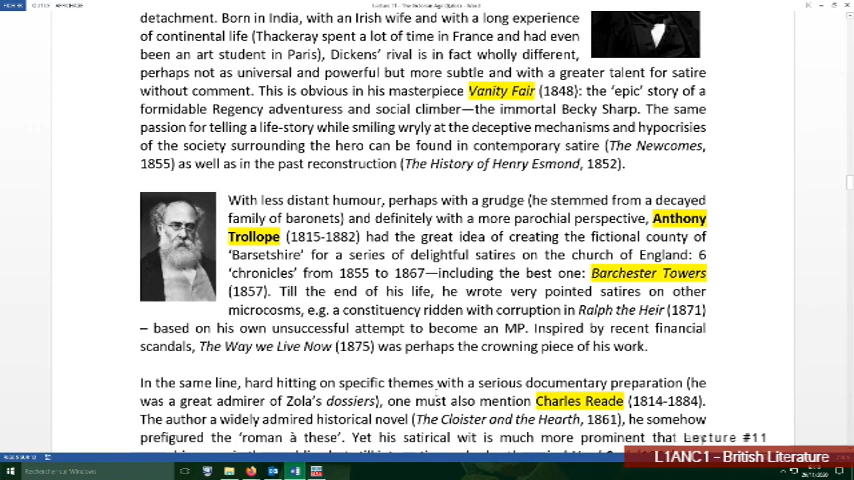 FICHIER OUTILS AFFICHAGE
Lecture 11 - The Victorian Age - Word
detachment. Born in India, with an Irish wife and with a long experience
of continental life (Thackeray spent a lot of time in France and had even
been an art student in Paris), Dickens’ rival is in fact wholly different,
perhaps not as universal and powerful but more subtle and with a greater talent for satire
without comment. This is obvious in his masterpiece Vanity Fair (1848): the ‘epic’ story of a
formidable Regency adventuress and social climber—the immortal Becky Sharp. The same
passion for telling a life-story while smiling wryly at the deceptive mechanisms and hypocrisies
of the society surrounding the hero can be found in contemporary satire (The Newcomes,
1855) as well as in the past reconstruction (The History of Henry Esmond, 1852).
With less distant humour, perhaps with a grudge (he stemmed from a decayed
family of baronets) and definitely with a more parochial perspective, Anthony
Trollope (1815-1882) had the great idea of creating the fictional county of
‘Barsetshire’ for a series of delightful satires on the church of England: 6
‘chronicles’ from 1855 to 1867—including the best one: Barchester Towers
(1857). Till the end of his life, he wrote very pointed satires on other
microcosms, e.g. a constituency ridden with corruption in Ralph the Heir (1871)
– based on his own unsuccessful attempt to become an MP. Inspired by recent financial
scandals, The Way we Live Now (1875) was perhaps the crowning piece of his work.
In the same line, hard hitting on specific themes with a serious documentary preparation (he
was a great admirer of Zola’s dossiers), one must also mention Charles Reade (1814-1884).
The author a widely admired historical novel (The Cloister and the Hearth, 1861), he somehow
prefigured the ‘roman à these’. Yet his satirical wit is much more prominent that
Lecture #11
L1ANC1 - British Literature
Rechercher sur Windows